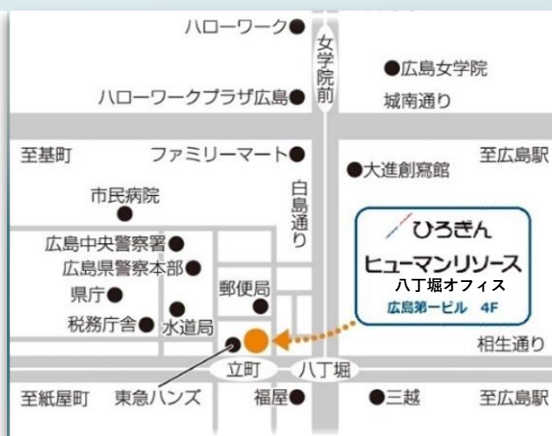 ハローワーク
女学院前
広島女学院
ハローワークプラザ広島
城南通り
至基町
ファミリーマート
至広島駅
大進創寫館
白島通り
市民病院
ひろぎん
ヒューマンリソース
八丁堀オフィス
広島第一ビル 4F
広島中央警察署
広島県警察本部
県庁
郵便局
税務庁舎
水道局
相生通り
立町
八丁堀
至紙屋町
東急ハンズ
福屋
三越
至広島駅